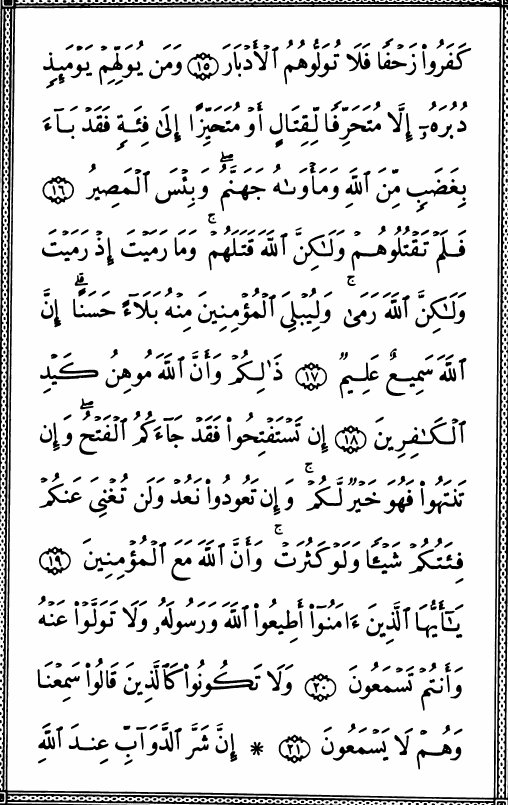 كَفَرُوا۟ زَحْفًا فَلَا تُوَلُّوهُمُ ٱلْأَدْبَارَ ١٥ وَمَن يُوَلِّهِمْ يَوْمَئِذٍ
دُبُرَهُۥٓ إِلَّا مُتَحَرِّفًا لِّقِتَالٍ أَوْ مُتَحَيِّزًا إِلَىٰ فِئَةٍ فَقَدْ بَآءَ
بِغَضَبٍ مِّنَ ٱللَّهِ وَمَأْوَىٰهُ جَهَنَّمُ ۖ وَبِئْسَ ٱلْمَصِيرُ ١٦
فَلَمْ تَقْتُلُوهُمْ وَلَـٰكِنَّ ٱللَّهَ قَتَلَهُمْ ۚ وَمَا رَمَيْتَ إِذْ رَمَيْتَ
وَلَـٰكِنَّ ٱللَّهَ رَمَىٰ ۚ وَلِيُبْلِىَ ٱلْمُؤْمِنِينَ مِنْهُ بَلَآءً حَسَنًا ۚ إِنَّ
ٱللَّهَ سَمِيعٌ عَلِيمٌ ١٧ ذَٰلِكُمْ وَأَنَّ ٱللَّهَ مُوهِنُ كَيْدِ
ٱلْكَـٰفِرِينَ ١٨ إِن تَسْتَفْتِحُوا۟ فَقَدْ جَآءَكُمُ ٱلْفَتْحُ ۖ وَإِن
تَنتَهُوا۟ فَهُوَ خَيْرٌ لَّكُمْ ۚ وَإِن تَعُودُوا۟ نَعُدْ وَلَن تُغْنِىَ عَنكُمْ
فِئَتُكُمْ شَيْـًٔا وَلَوْ كَثُرَتْ ۚ وَأَنَّ ٱللَّهَ مَعَ ٱلْمُؤْمِنِينَ ١٩
يَـٰٓأَيُّهَا ٱلَّذِينَ ءَامَنُوٓا۟ أَطِيعُوا۟ ٱللَّهَ وَرَسُولَهُۥ وَلَا تَوَلَّوْا۟ عَنْهُ
وَأَنتُمْ تَسْمَعُونَ ٢٠ وَلَا تَكُونُوا۟ كَٱلَّذِينَ قَالُوا۟ سَمِعْنَا
وَهُمْ لَا يَسْمَعُونَ ٢١ * إِنَّ شَرَّ ٱلدَّوَآبِّ عِندَ ٱللَّهِ